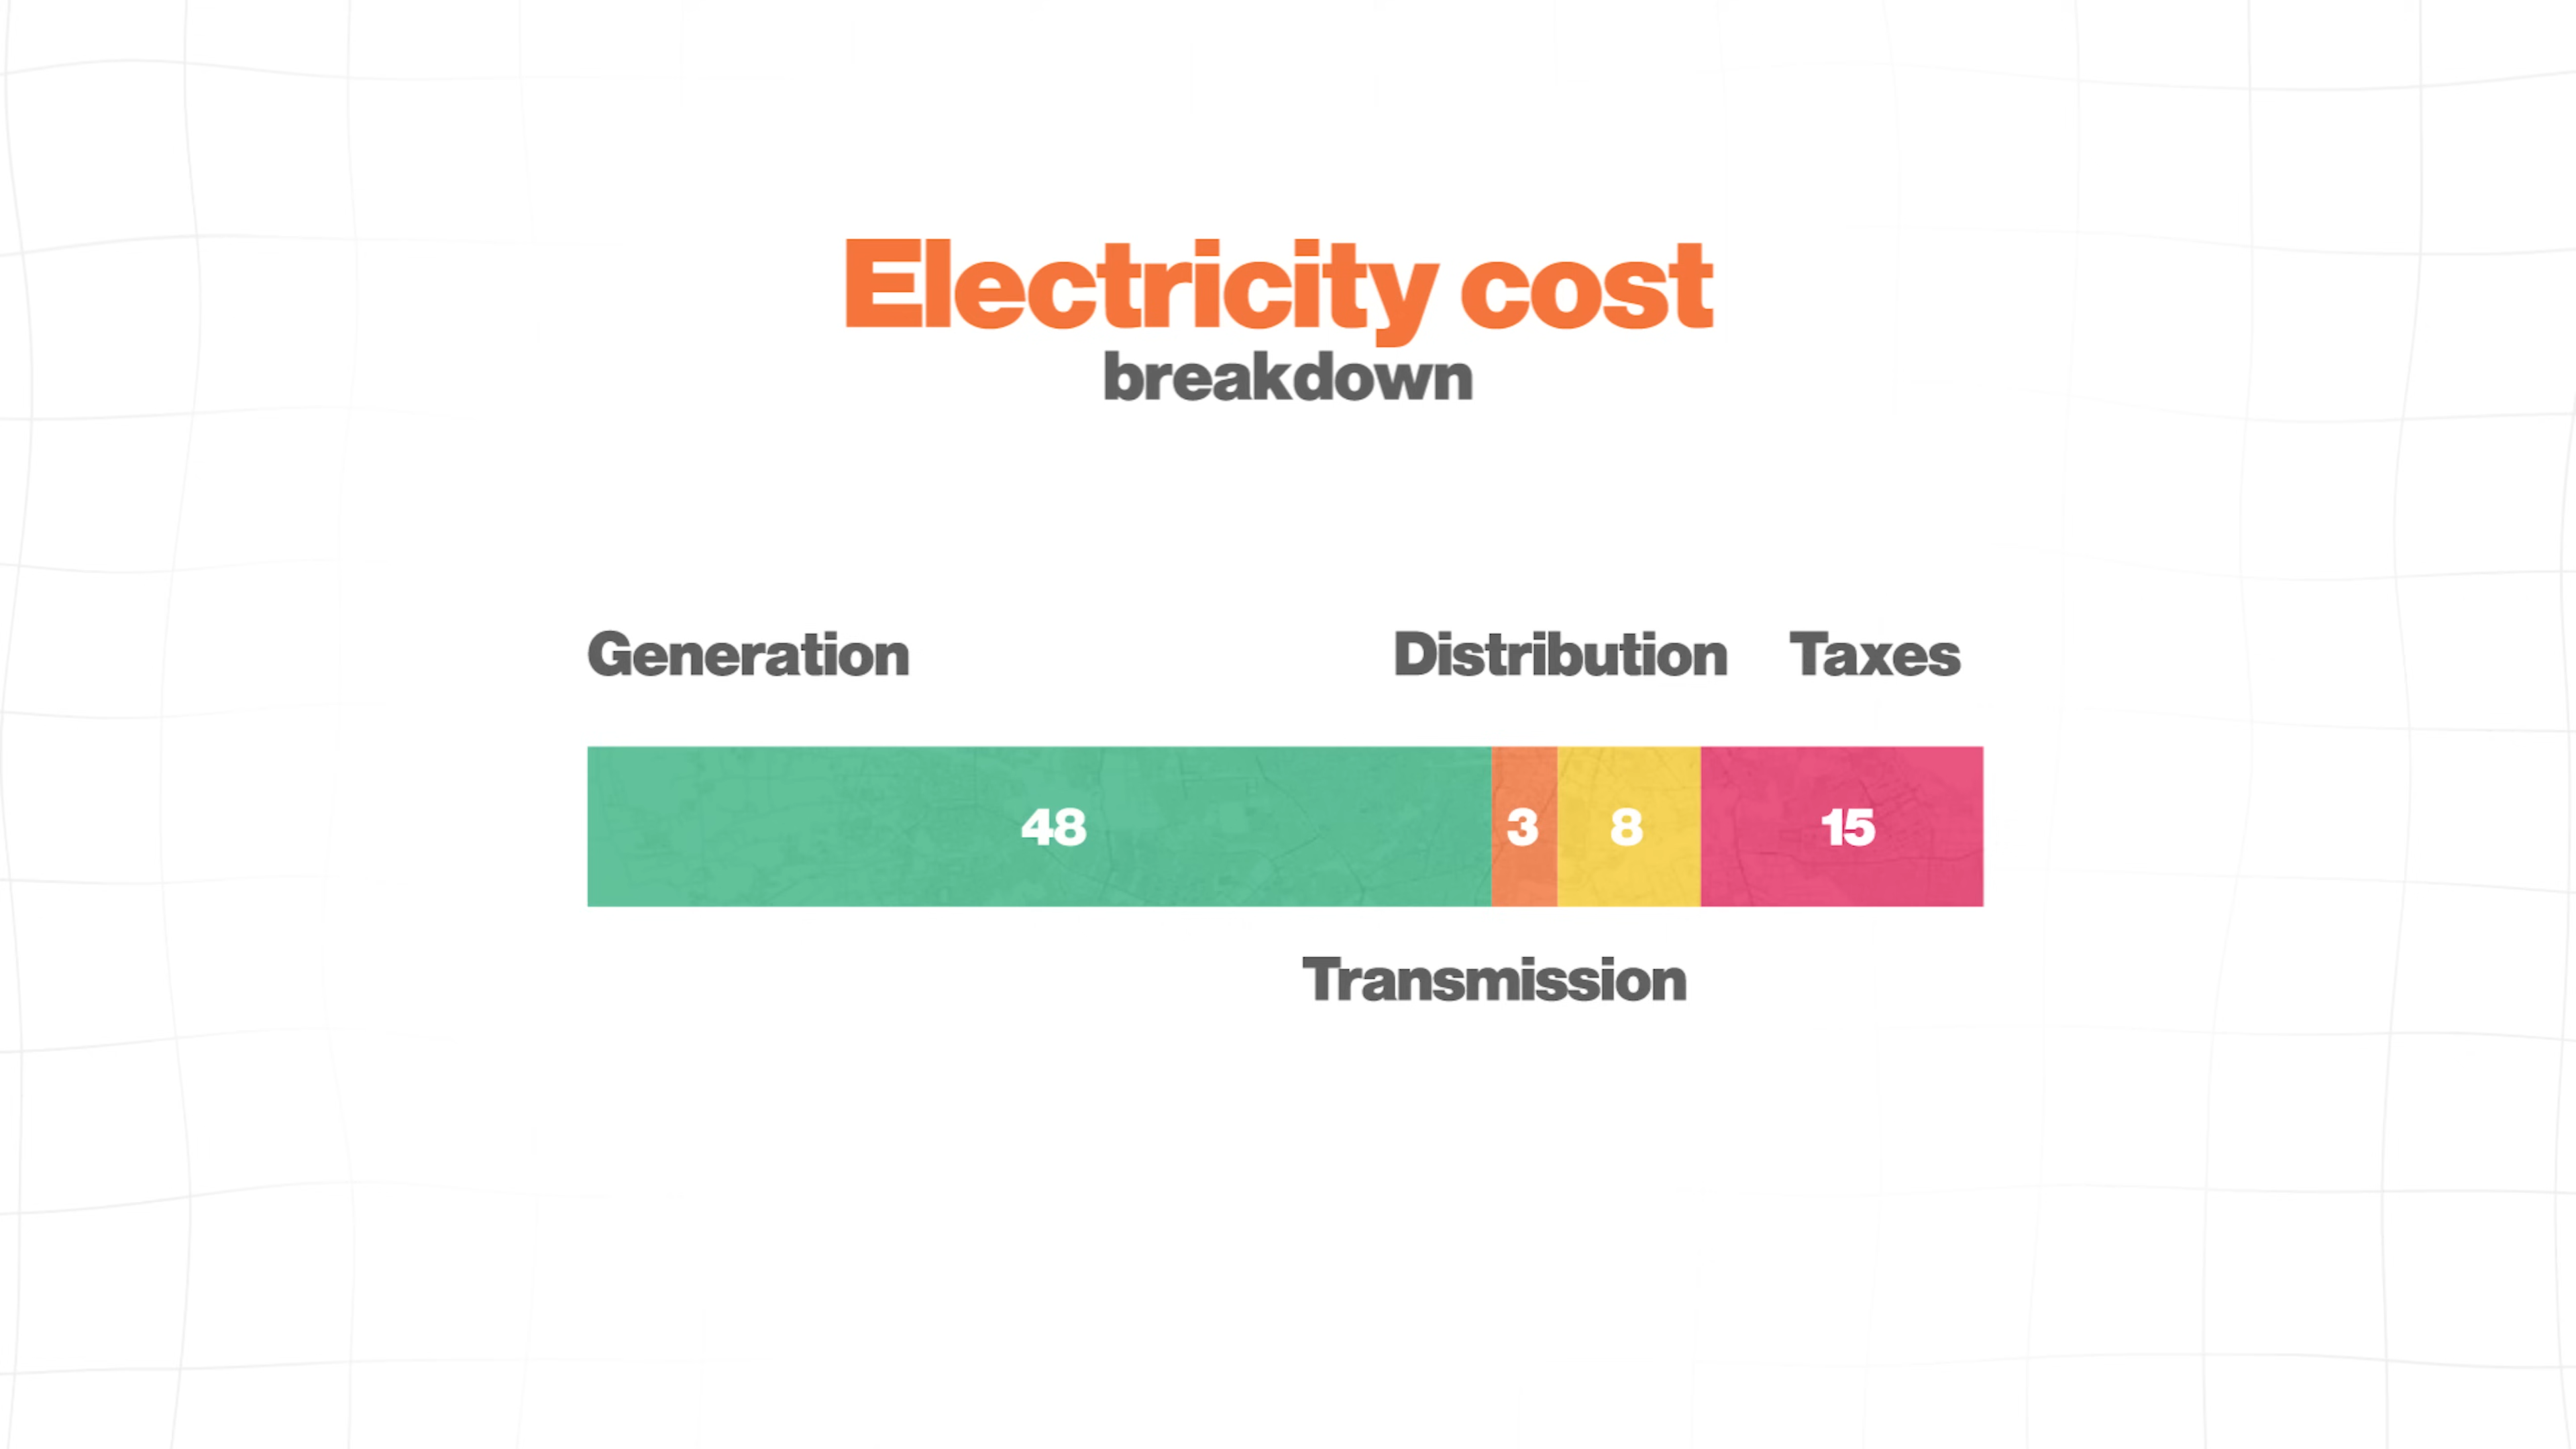 Electricity cost
breakdown
Generation Distribution Taxes
48 3 8 15
Transmission